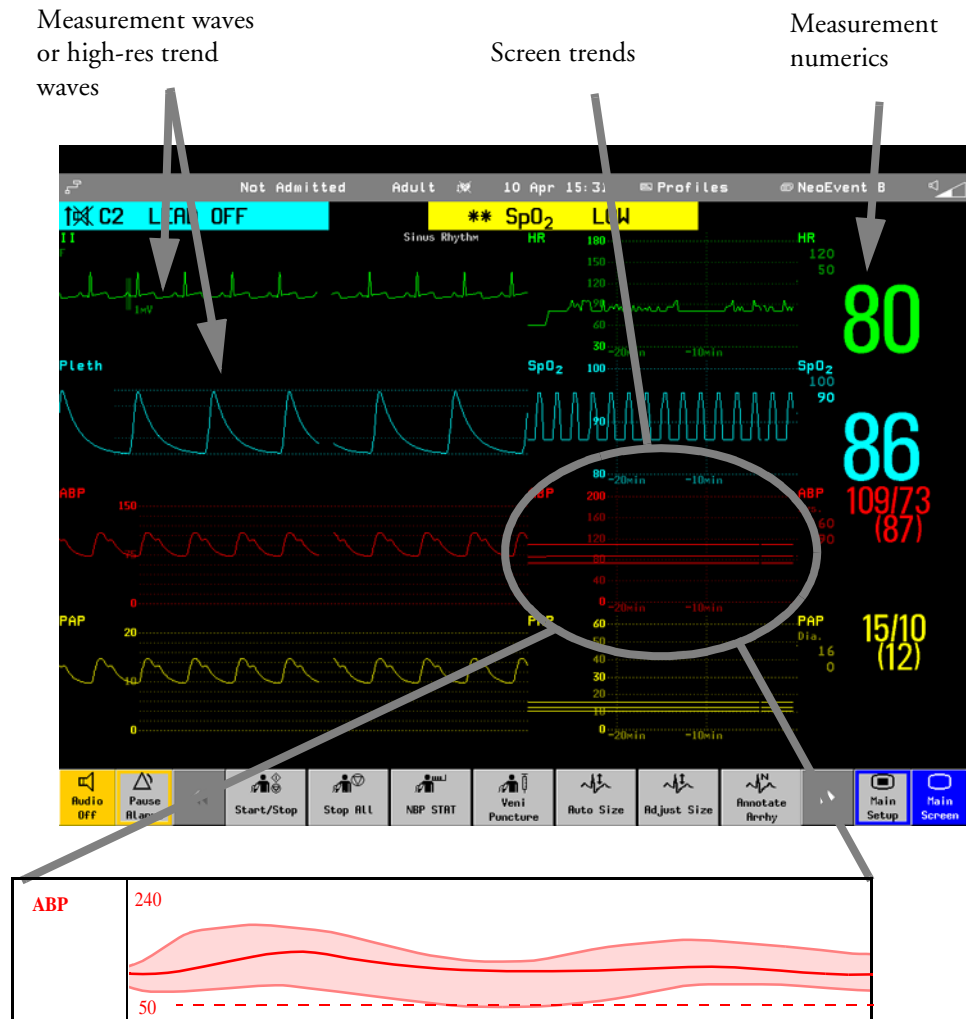 Measurement waves
or high-res trend
waves
Screen trends
Measurement
numerics
Not Admitted Adult 10 Apr 15:31 Profiles NeoEvent B
C2 LEAD OFF
** SpO2 LOW
II
Sinus Rhythm
1mV
HR
180
150
120
90
60
30
-20min -10min
HR
120
50
80
Pleth
SpO2
100
90
80
-20min -10min
SpO2
100
90
86
ABP
150
75
0
ABP
200
160
120
80
40
0
-20min -10min
ABP
109/73
(87)
PAP
20
10
0
PAP
60
50
40
30
20
10
0
-20min -10min
PAP
Dia.
16
0
15/10
(12)
Audio
Off
Pause
Alarms
Start/Stop
Stop All
NBP STAT
Veni
Puncture
Auto Size
Adjust Size
Annotate
Arrhy
Main
Setup
Main
Screen
ABP
240
50